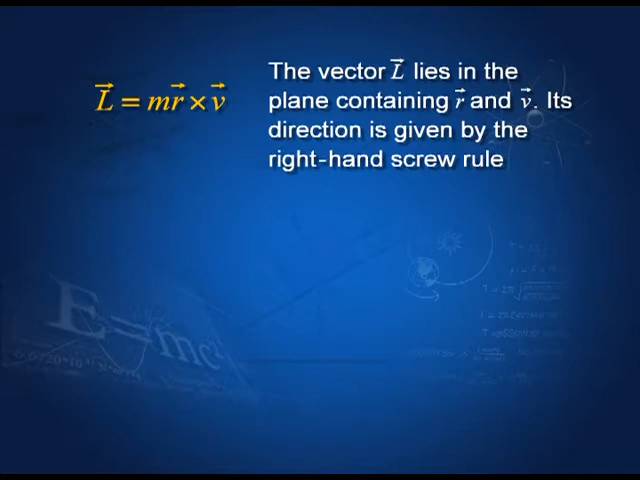 L⃗ = mr⃗ × v⃗
The vector L⃗ lies in the
plane containing r⃗ and v⃗. Its
direction is given by the
right-hand screw rule
E=mc²